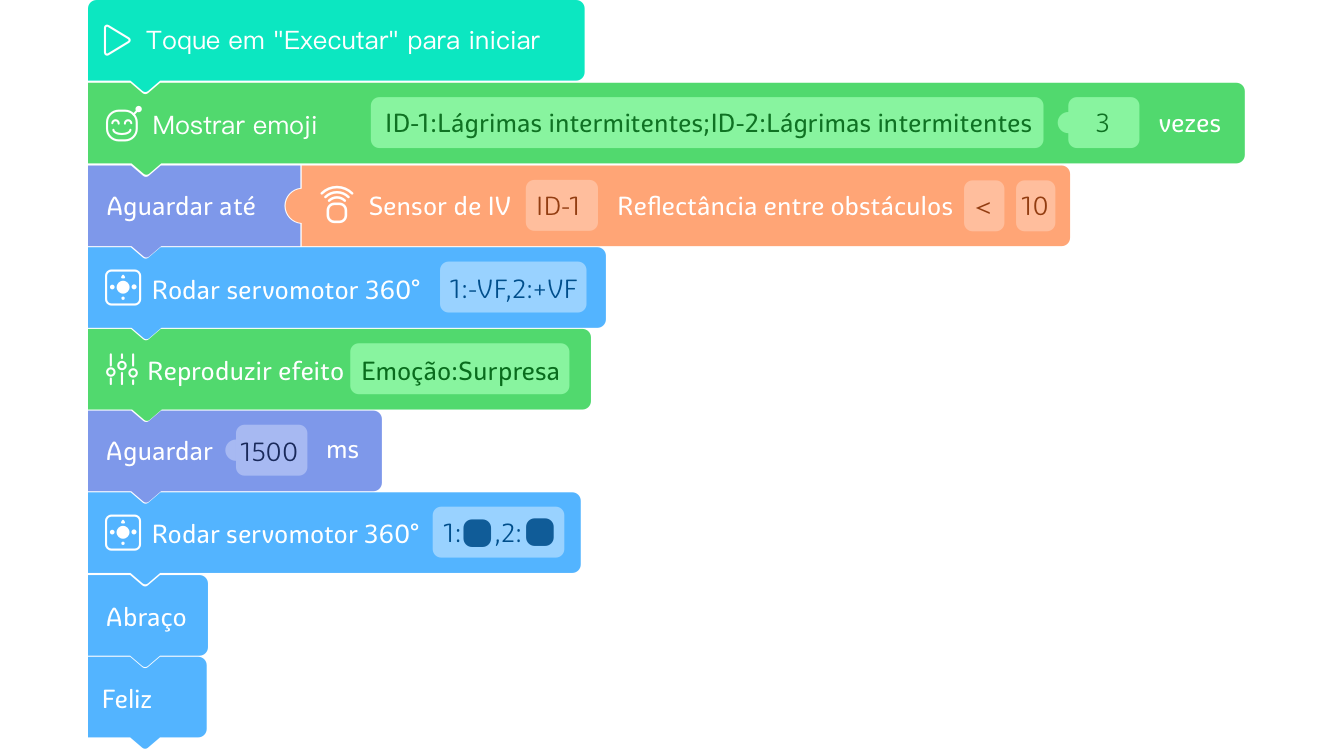 Toque em "Executar" para iniciar
Mostrar emoji ID-1:Lágrimas intermitentes;ID-2:Lágrimas intermitentes 3 vezes
Aguardar até Sensor de IV ID-1 Reflectância entre obstáculos < 10
Rodar servomotor 360° 1:-VF,2:+VF
Reproduzir efeito Emoção:Surpresa
Aguardar 1500 ms
Rodar servomotor 360° 1: ,2:
Abraço
Feliz